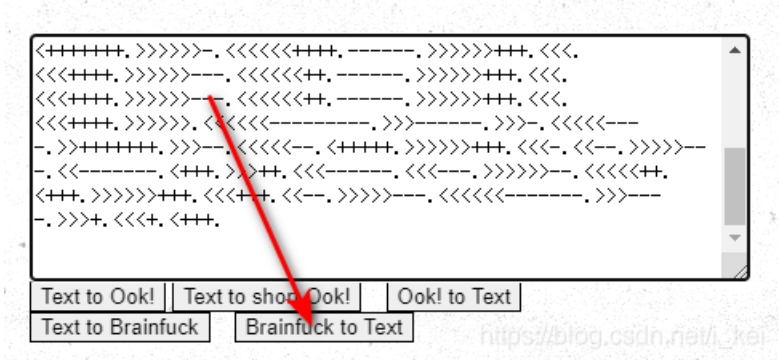 <+++++++.>>>>>>-.<<<<<<++++.------.>>>>>>+++.<<<.
<<<++++.>>>>>>---.<<<<<<++.------.>>>>>>+++.<<<.
<<<++++.>>>>>>---.<<<<<<++.------.>>>>>>+++.<<<.
<<<++++.>>>>>>.<<<<<<----------.>>>------.>>>-.<<<<<---
-.>>+++++++.>>>--.<<<<<--.<+++++.>>>>>>+++.<<<-.<<--.>>>>>--
-.<<-------.<+++.>>>++.<<<------.<<<---.>>>>>>--.<<<<<++.
<+++.>>>>>>+++.<<<+++.<<--.>>>>>---.<<<<<<-------.>>>---
-.>>>+.<<<+.<+++.
Text to Ook! Text to short Ook! Ook! to Text
Text to Brainfuck Brainfuck to Text
https://blog.csdn.net/i_kei